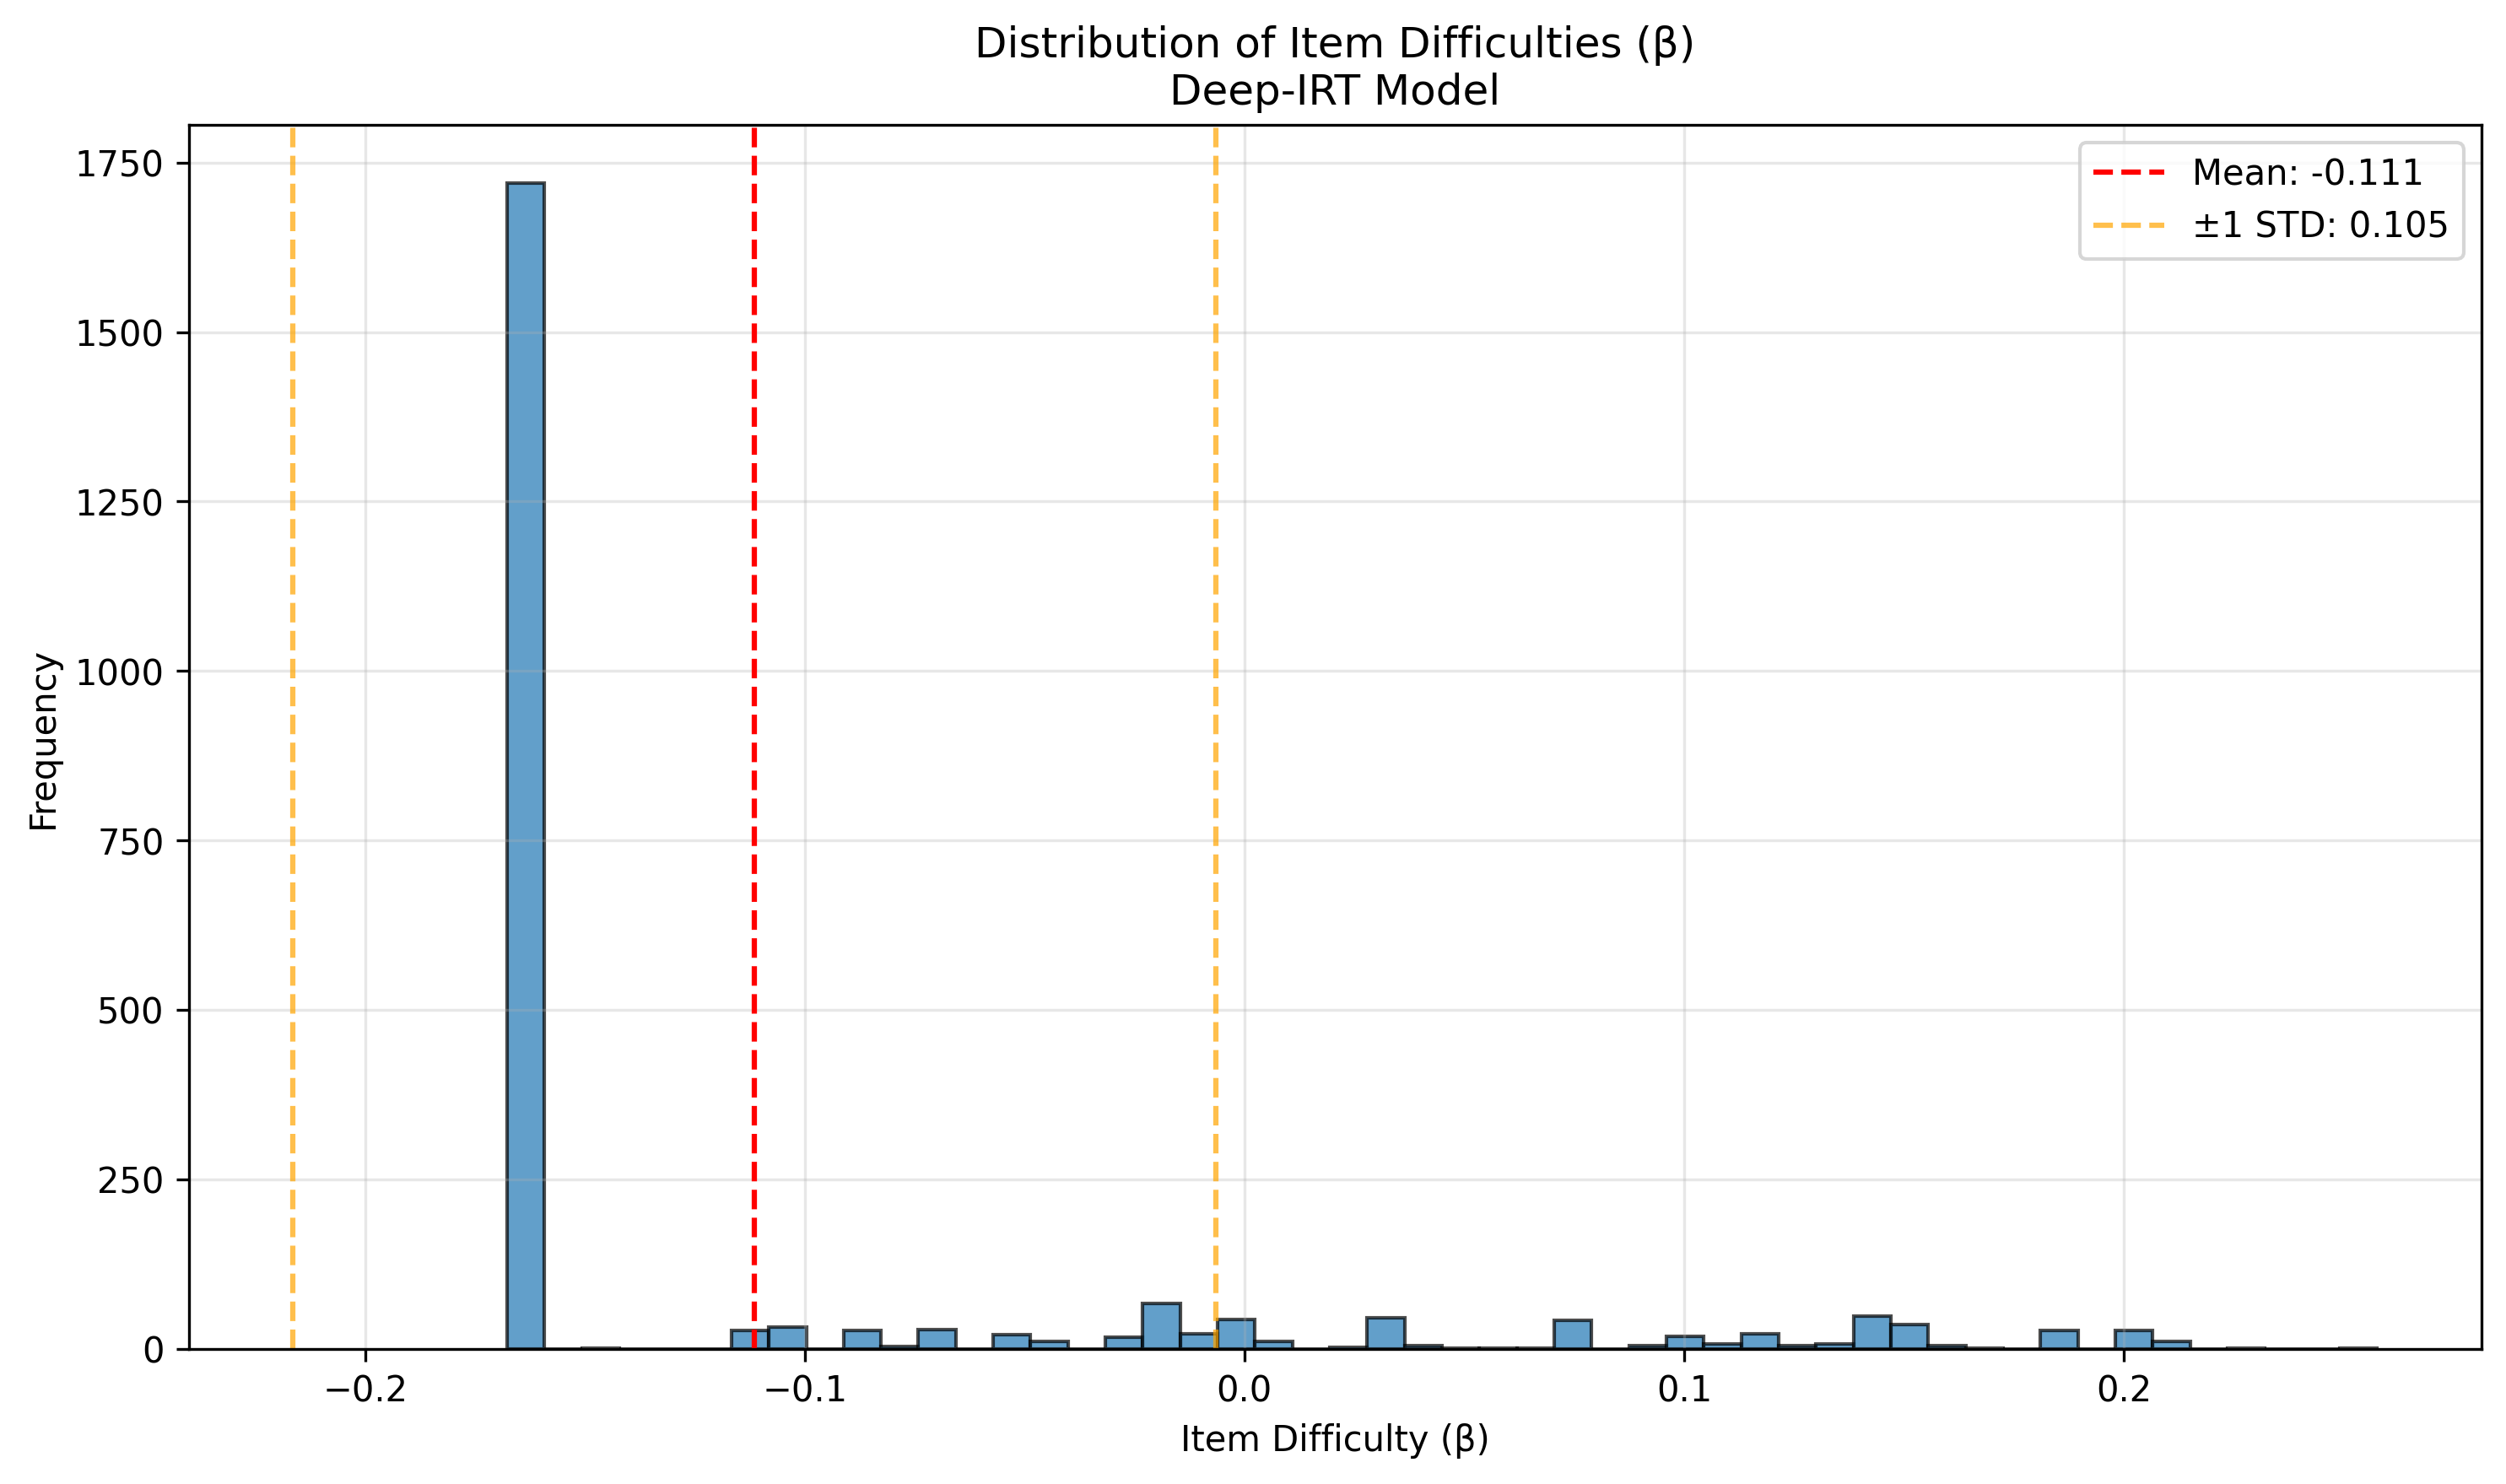 Distribution of Item Difficulties (β)
Deep-IRT Model
Mean: -0.111
±1 STD: 0.105
1750
1500
1250
1000
750
500
250
0
Frequency
−0.2
−0.1
0.0
0.1
0.2
Item Difficulty (β)